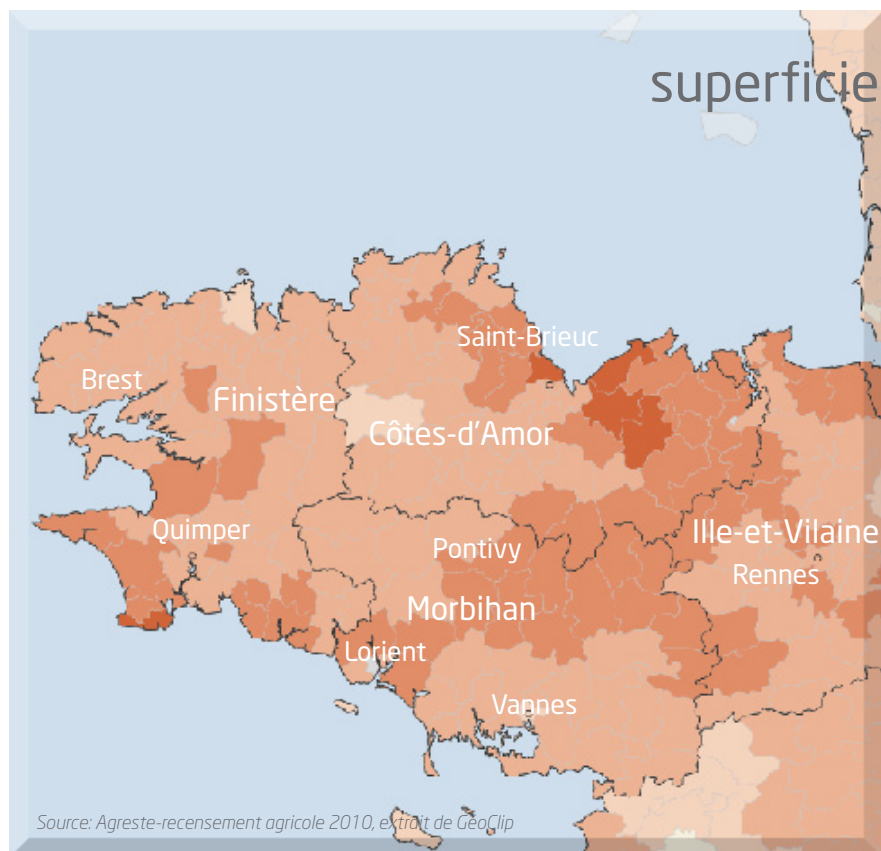 superficie
Saint-Brieuc
Brest
Finistère
Côtes-d'Amor
Quimper
Ille-et-Vilaine
Pontivy
Rennes
Morbihan
Lorient
Vannes
Source: Agreste-recensement agricole 2010, extrait de GéoClip